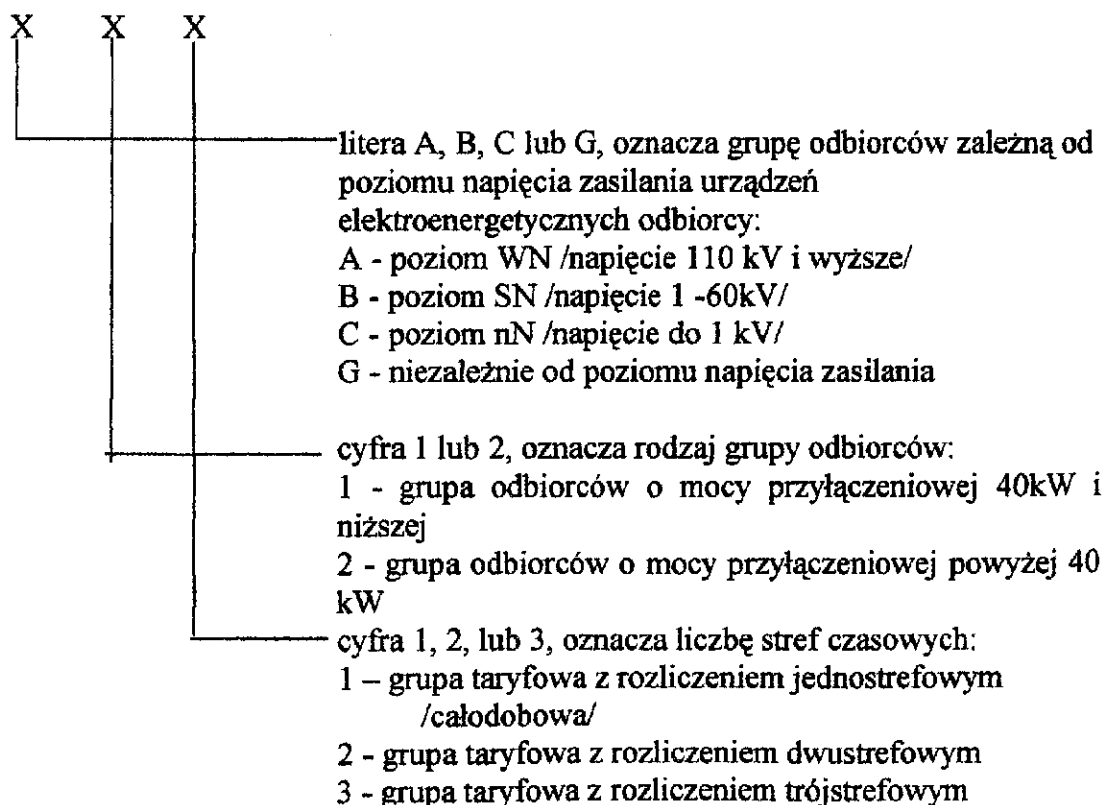 X X X
litera A, B, C lub G, oznacza grupę odbiorców zależną od
poziomu napięcia zasilania urządzeń
elektroenergetycznych odbiorcy:
A - poziom WN /napięcie 110 kV i wyższe/
B - poziom SN /napięcie 1 -60kV/
C - poziom nN /napięcie do 1 kV/
G - niezależnie od poziomu napięcia zasilania
cyfra 1 lub 2, oznacza rodzaj grupy odbiorców:
1 - grupa odbiorców o mocy przyłączeniowej 40kW i
niższej
2 - grupa odbiorców o mocy przyłączeniowej powyżej 40
kW
cyfra 1, 2, lub 3, oznacza liczbę stref czasowych:
1 – grupa taryfowa z rozliczeniem jednostrefowym
/całodobowa/
2 - grupa taryfowa z rozliczeniem dwustrefowym
3 - grupa taryfowa z rozliczeniem trójstrefowym